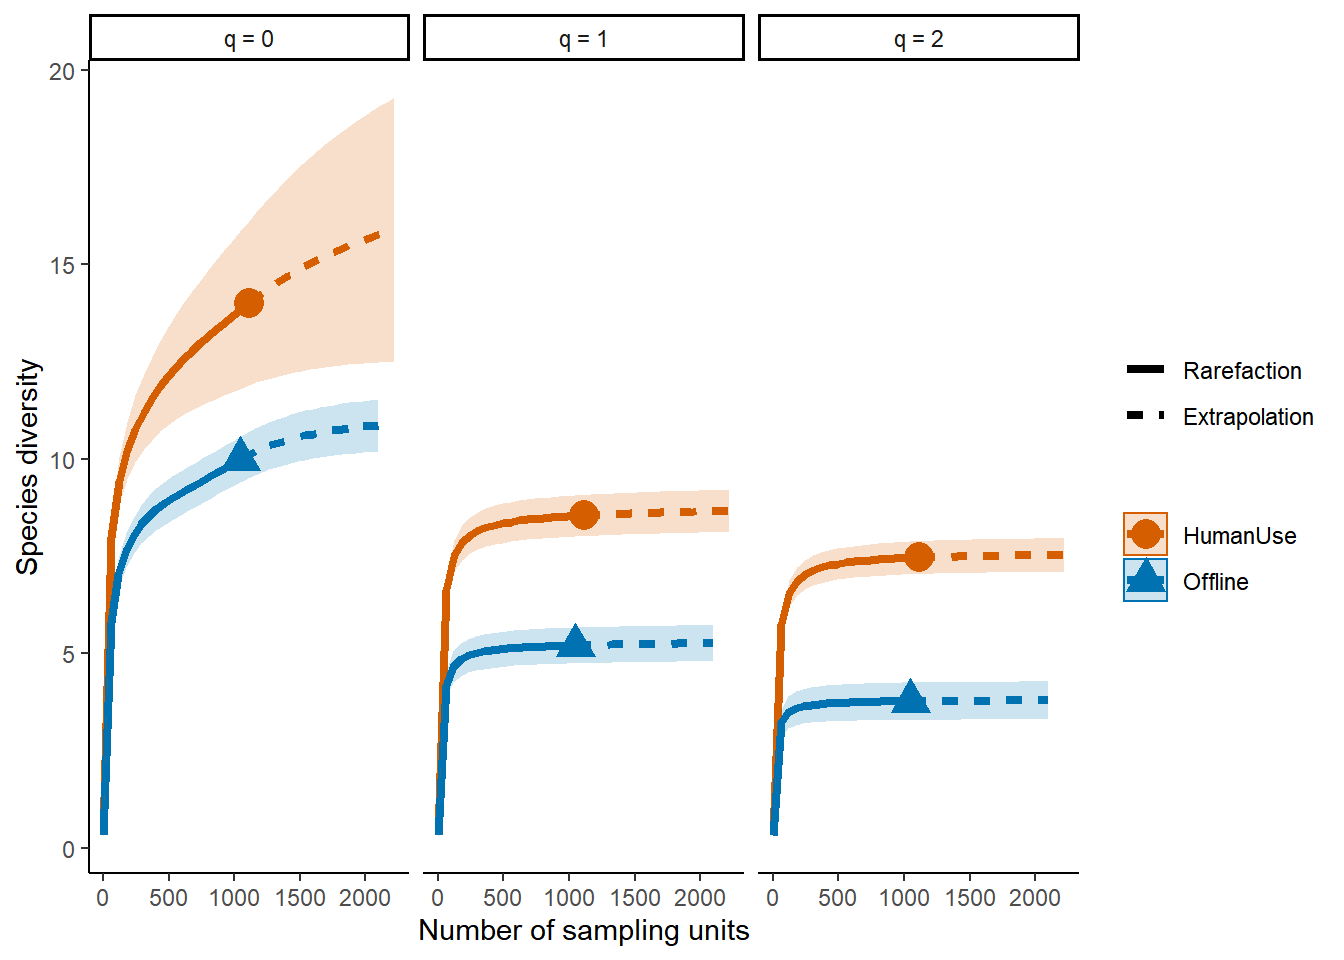 q = 0
q = 1
q = 2
20
15
10
5
0
Species diversity
0 500 1000 1500 2000
0 500 1000 1500 2000
0 500 1000 1500 2000
Number of sampling units
Rarefaction
Extrapolation
HumanUse
Offline